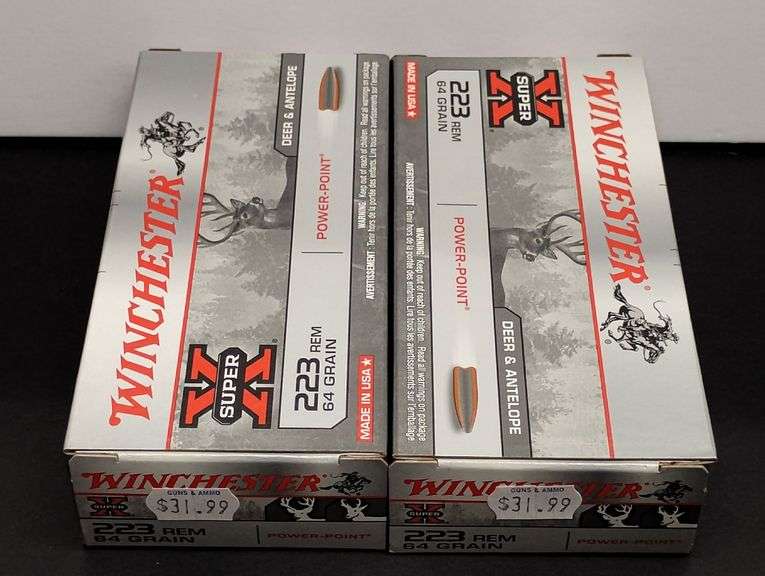 WINCHESTER
DEER & ANTELOPE
POWER-POINT
WARNING: Keep out of reach of children. Read all warnings on package
AVERTISSEMENT: Tenir hors de la portée des enfants. Lire tous les avertissements sur l'emballage
X
SUPER
223 REM
64 GRAIN
MADE IN USA
WINCHESTER
X
SUPER
223 REM
64 GRAIN
MADE IN USA
POWER-POINT
WARNING: Keep out of reach of children. Read all warnings on package
AVERTISSEMENT: Tenir hors de la portée des enfants. Lire tous les avertissements sur l'emballage
DEER & ANTELOPE
WINCHESTER
X
SUPER
GUNS & AMMO
$31.99
223 REM
64 GRAIN
POWER-POINT
WINCHESTER
X
SUPER
GUNS & AMMO
$31.99
223 REM
64 GRAIN
POWER-POINT